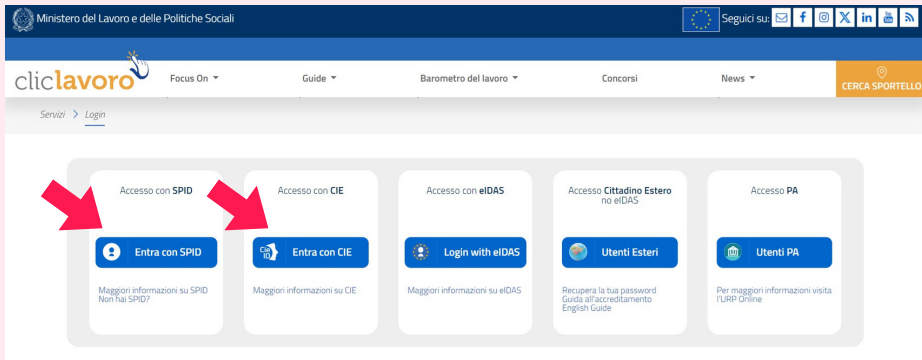 Ministero del Lavoro e delle Politiche Sociali
Seguici su:
cliclavoro
Focus On
Guide
Barometro del lavoro
Concorsi
News
CERCA SPORTELLO
Servizi > Login
Accesso con SPID
Entra con SPID
Maggiori informazioni su SPID
Non hai SPID?
Accesso con CIE
Entra con CIE
Maggiori informazioni su CIE
Accesso con eIDAS
Login with eIDAS
Maggiori informazioni su eIDAS
Accesso Cittadino Estero
no eIDAS
Utenti Esteri
Recupera la tua password
Guida all'accreditamento
English Guide
Accesso PA
Utenti PA
Per maggiori informazioni visita
l'URP Online